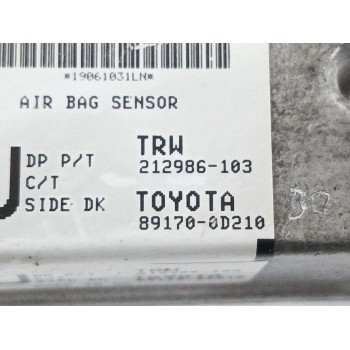 *19061031LN*
AIR BAG SENSOR
DP P/T TRW
212986-103
C/T
SIDE DK TOYOTA
89170-0D210